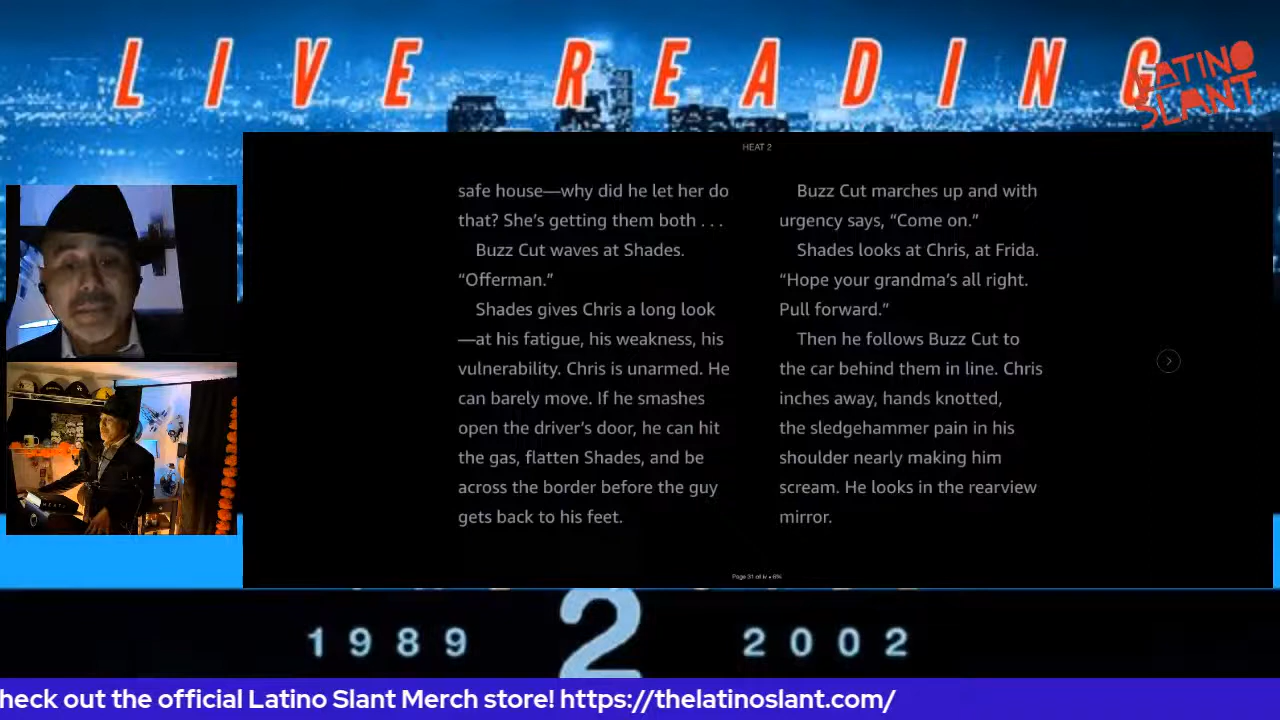 LIVE READING
LATINO
SLANT
HEAT 2
safe house—why did he let her do
that? She’s getting them both . . .
Buzz Cut waves at Shades.
“Offerman.”
Shades gives Chris a long look
—at his fatigue, his weakness, his
vulnerability. Chris is unarmed. He
can barely move. If he smashes
open the driver’s door, he can hit
the gas, flatten Shades, and be
across the border before the guy
gets back to his feet.
Buzz Cut marches up and with
urgency says, “Come on.”
Shades looks at Chris, at Frida.
“Hope your grandma’s all right.
Pull forward.”
Then he follows Buzz Cut to
the car behind them in line. Chris
inches away, hands knotted,
the sledgehammer pain in his
shoulder nearly making him
scream. He looks in the rearview
mirror.
Page 31 of iv • 6%
1989 2 2002
heck out the official Latino Slant Merch store! https://thelatinoslant.com/